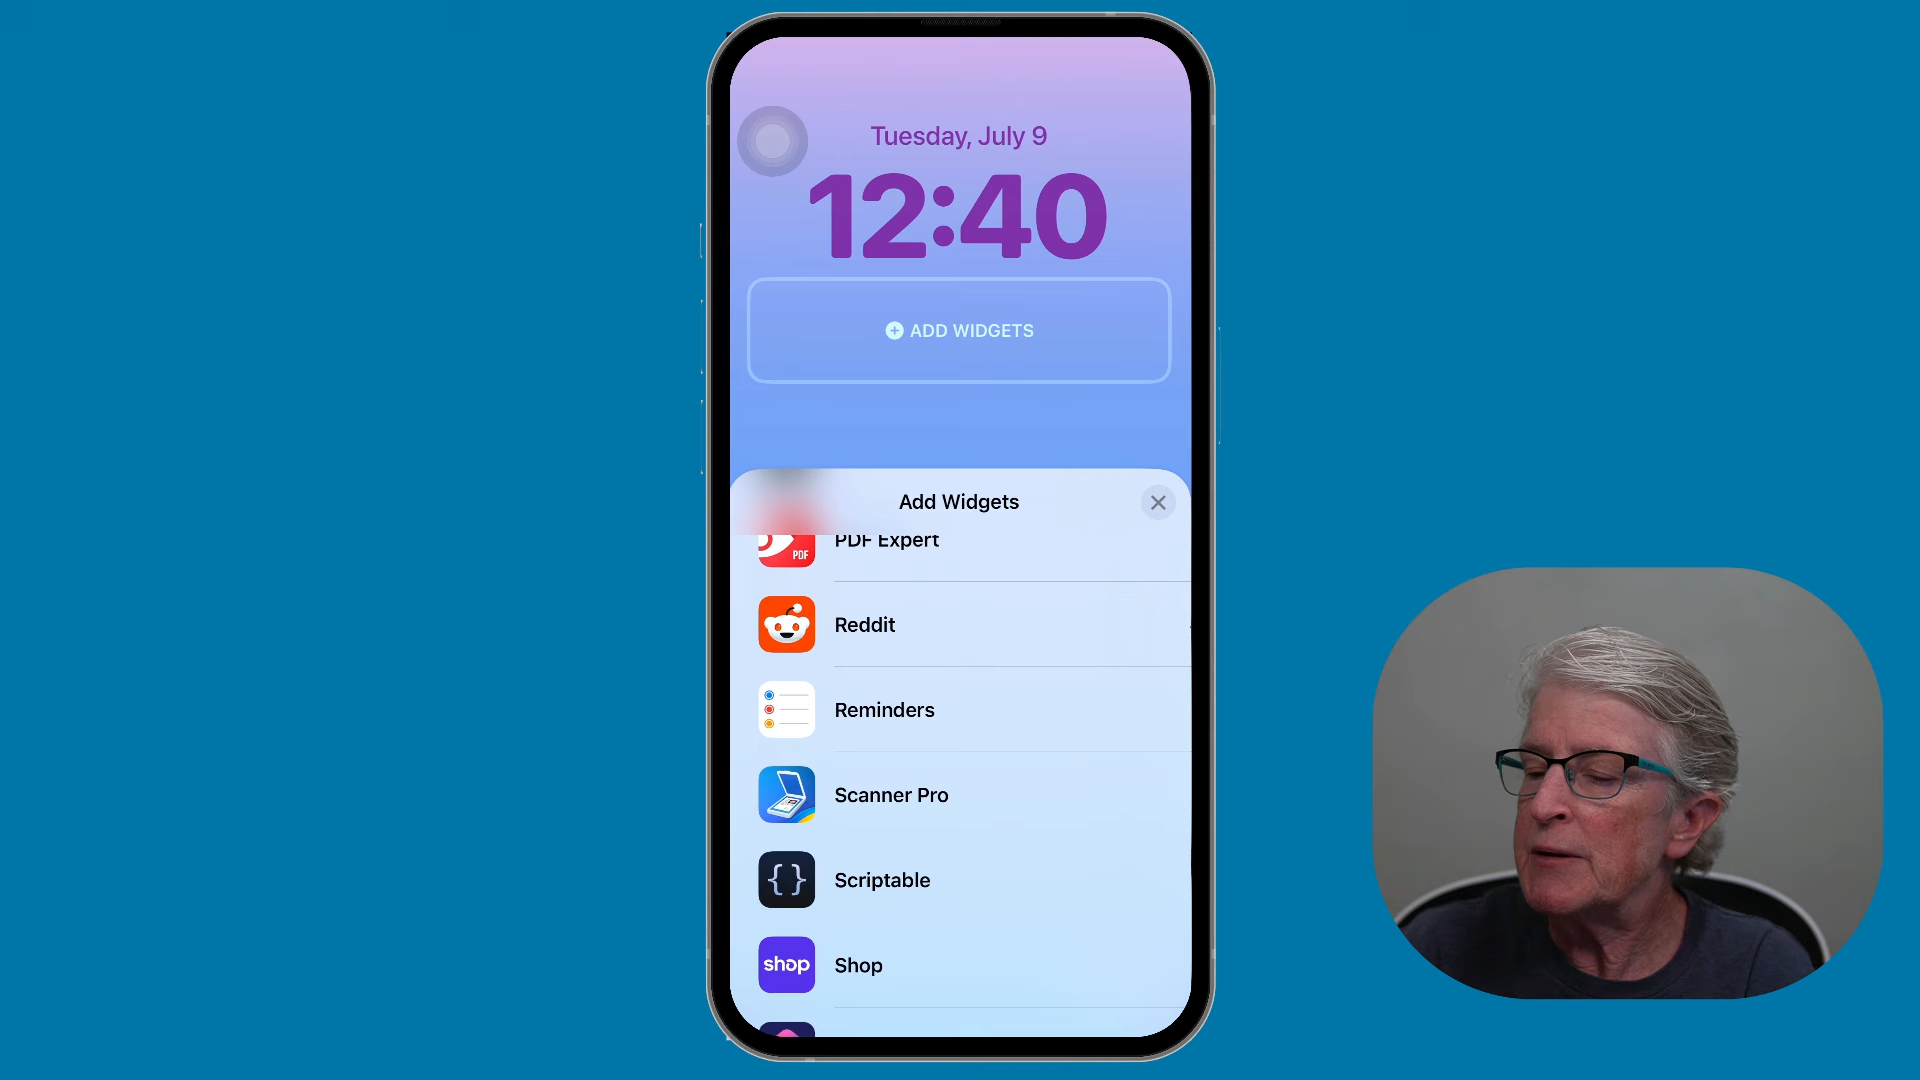 Tuesday, July 9
12:40
ADD WIDGETS
Add Widgets
PDF
PDF Expert
Reddit
Reminders
Scanner Pro
{ }
Scriptable
shop
Shop